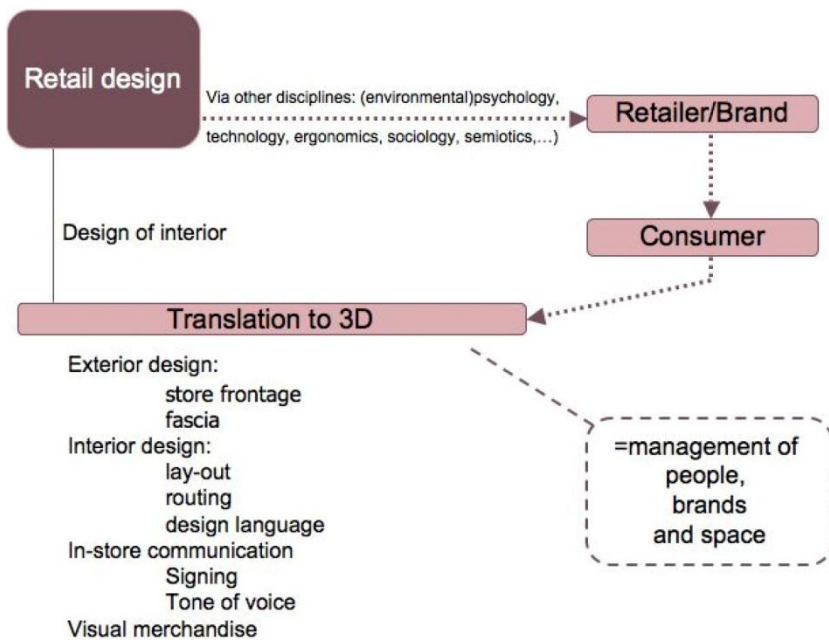 Retail design
Via other disciplines: (environmental)psychology,
technology, ergonomics, sociology, semiotics,...)
Retailer/Brand
Consumer
Design of interior
Translation to 3D
Exterior design:
store frontage
fascia
Interior design:
lay-out
routing
design language
In-store communication
Signing
Tone of voice
Visual merchandise
=management of
people,
brands
and space